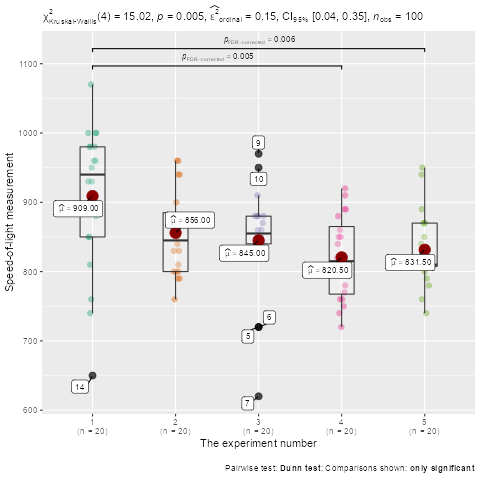 χ²Kruskal-Wallis(4) = 15.02, p = 0.005, ε̂²ordinal = 0.15, CI95% [0.04, 0.35], nobs = 100
pFDR-corrected = 0.006
pFDR-corrected = 0.005
1100
1000
900
800
700
600
Speed-of-light measurement
9
10
μ̂ = 909.00
μ̂ = 856.00
μ̂ = 845.00
μ̂ = 820.50
μ̂ = 831.50
6
5
14
7
1 2 3 4 5
(n = 20) (n = 20) (n = 20) (n = 20) (n = 20)
The experiment number
Pairwise test: Dunn test; Comparisons shown: only significant